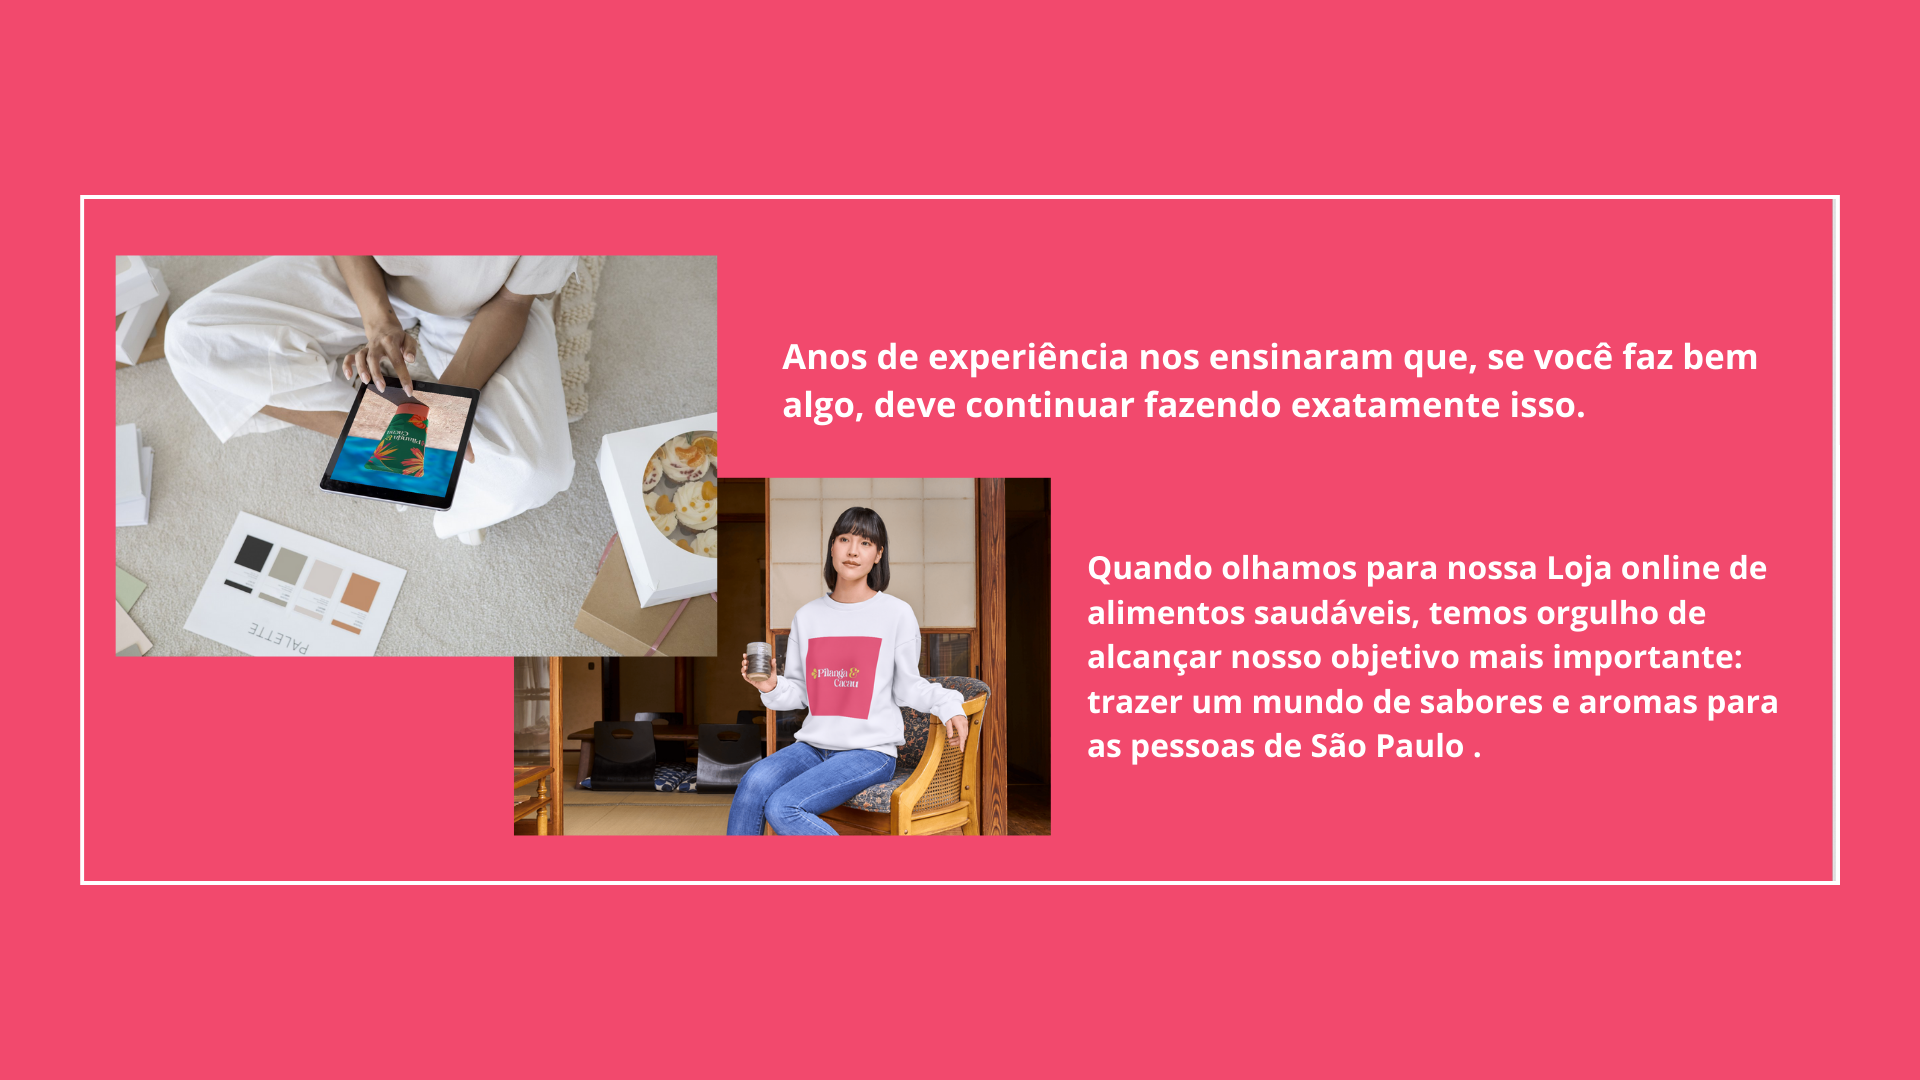 Anos de experiência nos ensinaram que, se você faz bem
algo, deve continuar fazendo exatamente isso.
Quando olhamos para nossa Loja online de
alimentos saudáveis, temos orgulho de
alcançar nosso objetivo mais importante:
trazer um mundo de sabores e aromas para
as pessoas de São Paulo .
PALETTE
Pitanga &
Cacau